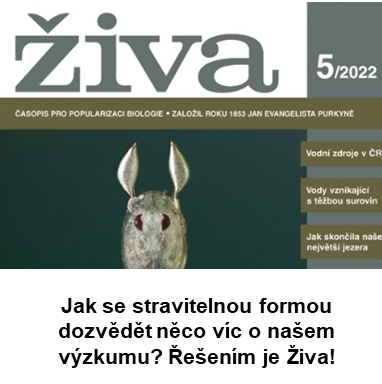 živa
5/2022
ČASOPIS PRO POPULARIZACI BIOLOGIE • ZALOŽIL ROKU 1853 JAN EVANGELISTA PURKYNĚ
Vodní zdroje v ČR
Vody vznikající
s těžbou surovin
Jak skončila naše
největší jezera
Jak se stravitelnou formou
dozvědět něco víc o našem
výzkumu? Řešením je Živa!